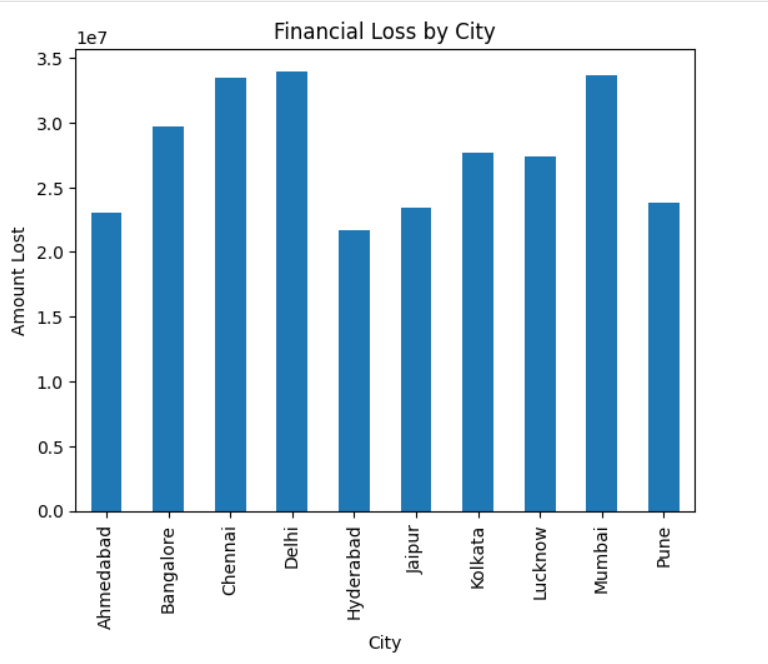 Financial Loss by City
1e7
3.5
3.0
2.5
2.0
1.5
1.0
0.5
0.0
Amount Lost
Ahmedabad
Bangalore
Chennai
Delhi
Hyderabad
Jaipur
Kolkata
Lucknow
Mumbai
Pune
City